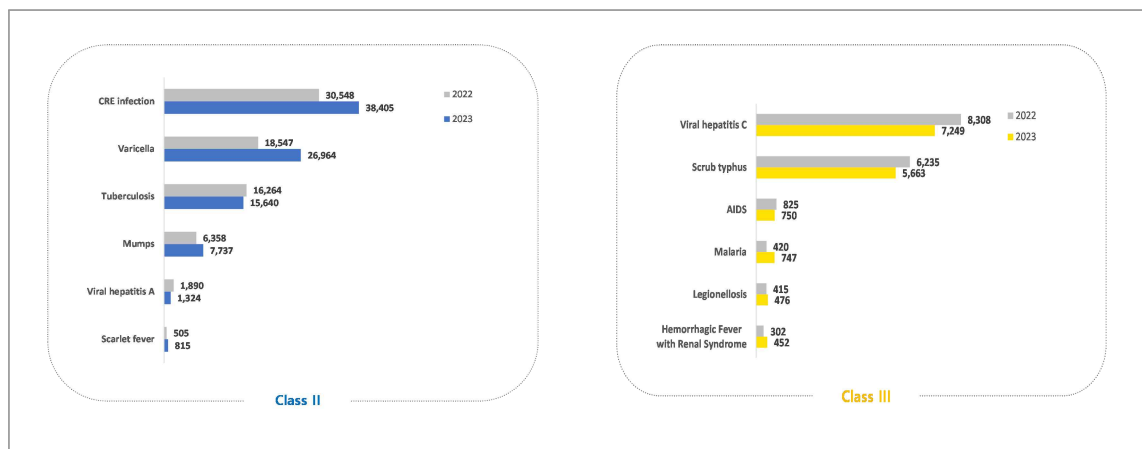 CRE infection
30,548
38,405
2022
2023
Varicella
18,547
26,964
Tuberculosis
16,264
15,640
Mumps
6,358
7,737
Viral hepatitis A
1,890
1,324
Scarlet fever
505
815
Class II
Viral hepatitis C
8,308
7,249
2022
2023
Scrub typhus
6,235
5,663
AIDS
825
750
Malaria
420
747
Legionellosis
415
476
Hemorrhagic Fever
with Renal Syndrome
302
452
Class III